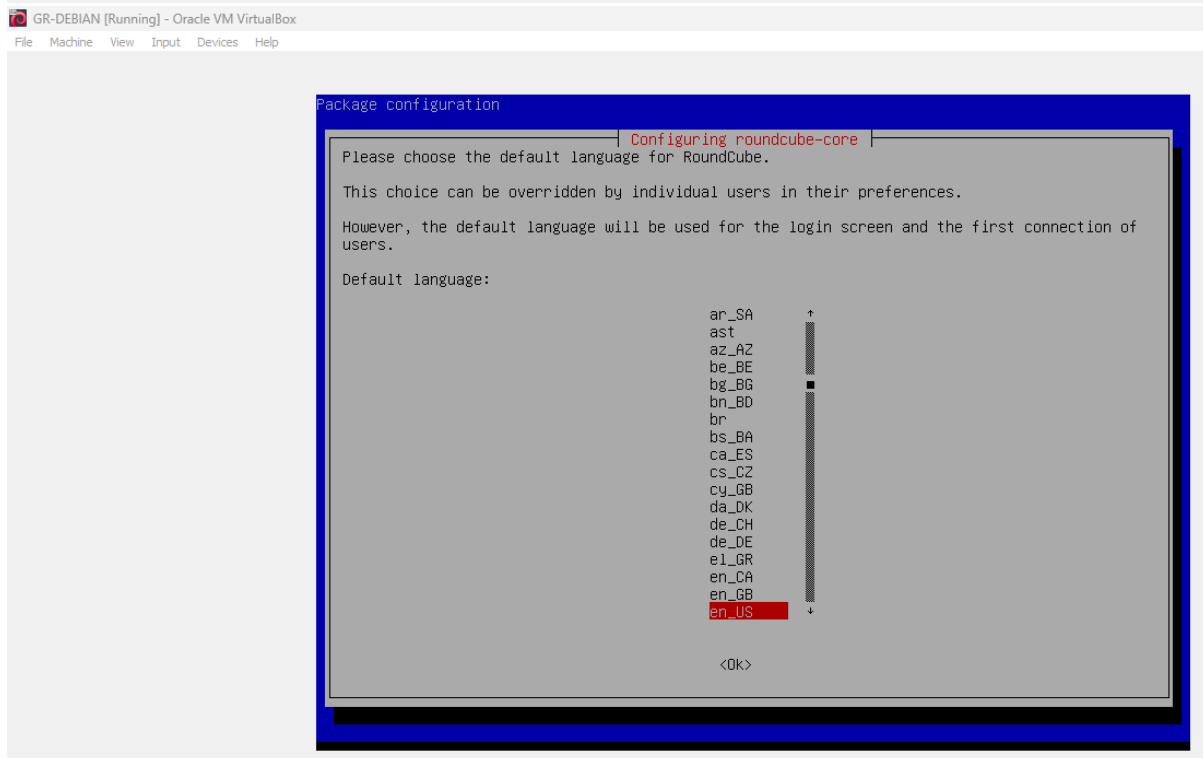 GR-DEBIAN [Running] - Oracle VM VirtualBox
File Machine View Input Devices Help
Package configuration
Configuring roundcube-core
Please choose the default language for RoundCube.
This choice can be overridden by individual users in their preferences.
However, the default language will be used for the login screen and the first connection of
users.
Default language:
ar_SA
ast
az_AZ
be_BE
bg_BG
bn_BD
br
bs_BA
ca_ES
cs_CZ
cy_GB
da_DK
de_CH
de_DE
el_GR
en_CA
en_GB
en_US
<Ok>